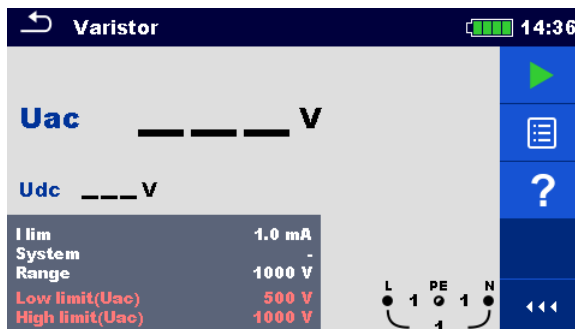 Varistor 14:36
Uac _ _ _ V
Udc _ _ _ V
I lim 1.0 mA
System -
Range 1000 V
Low limit(Uac) 500 V
High limit(Uac) 1000 V
L PE N
1 1
1
?